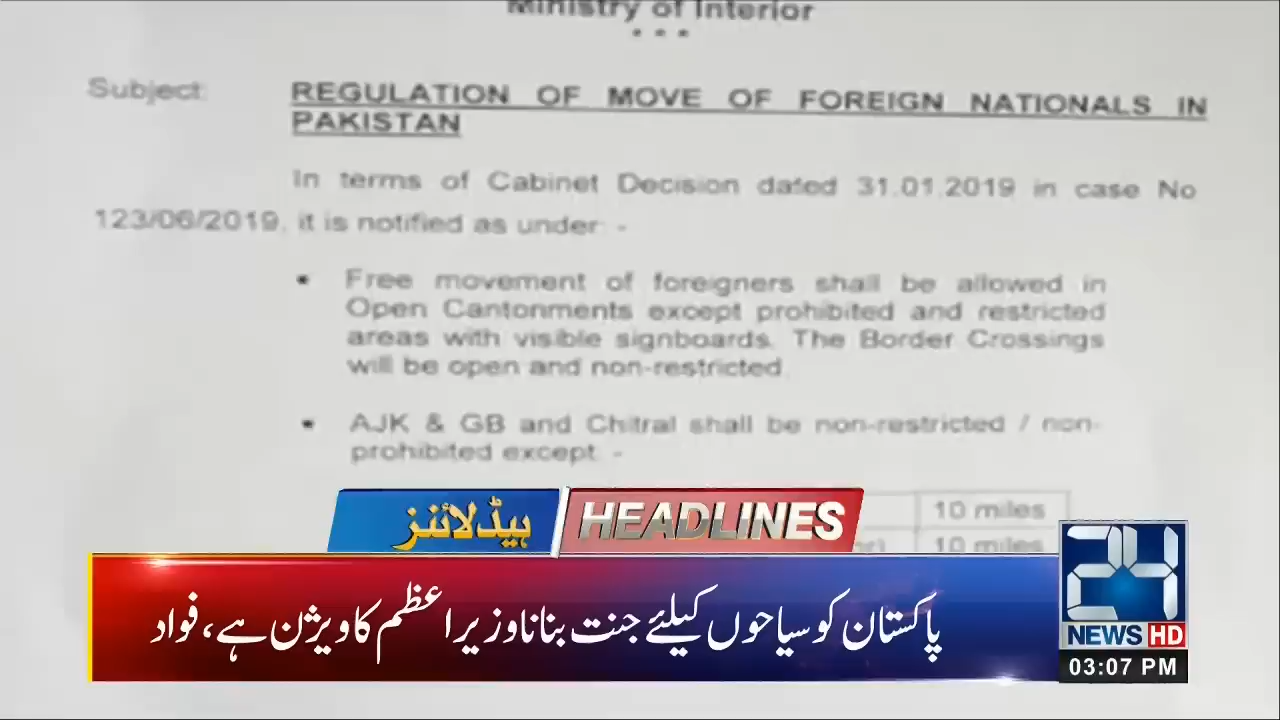 Ministry of Interior
* * *
Subject:
REGULATION OF MOVE OF FOREIGN NATIONALS IN
PAKISTAN
In terms of Cabinet Decision dated 31.01.2019 in case No
123/06/2019, it is notified as under: -
• Free movement of foreigners shall be allowed in
Open Cantonments except prohibited and restricted
areas with visible signboards. The Border Crossings
will be open and non-restricted.
• AJK & GB and Chitral shall be non-restricted / non-
prohibited except: -
10 miles
10 miles
ہیڈلائنز
HEADLINES
پاکستان کو سیاحوں کیلئے جنت بنانا وزیراعظم کا ویژن ہے، فواد
24
NEWS HD
03:07 PM